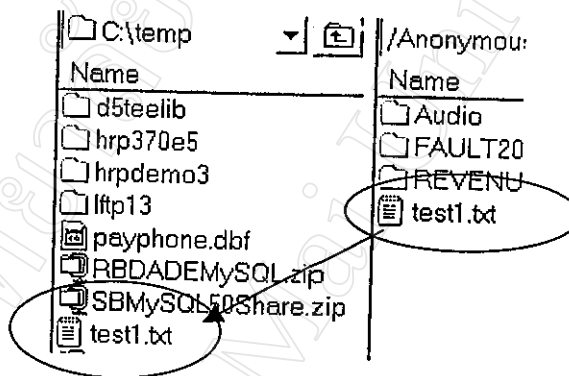 C:\temp
Name
d5teelib
hrp370e5
hrpdemo3
lftp13
payphone.dbf
RBDADEMySQL.zip
SBMySQL50Share.zip
test1.txt
/Anonymou
Name
Audio
FAULT20
REVENU
test1.txt